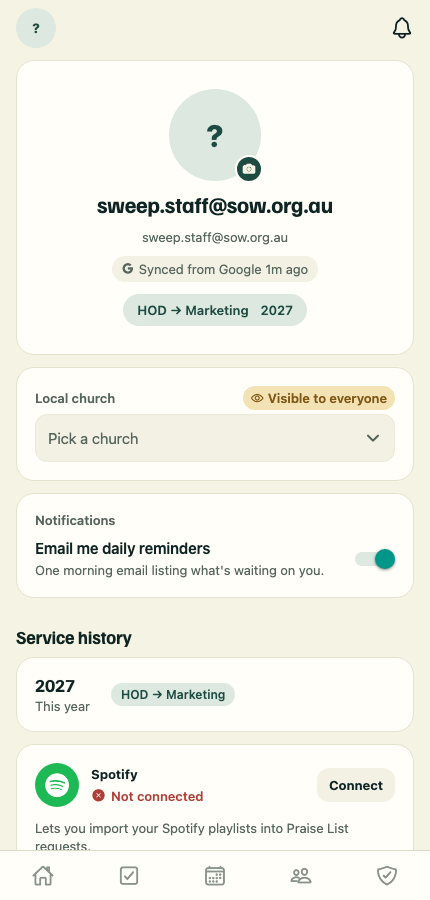 ?
?
sweep.staff@sow.org.au
sweep.staff@sow.org.au
G Synced from Google 1m ago
HOD → Marketing 2027
Local church
Visible to everyone
Pick a church
Notifications
Email me daily reminders
One morning email listing what's waiting on you.
Service history
2027
This year
HOD → Marketing
Spotify
Not connected
Connect
Lets you import your Spotify playlists into Praise List
requests.